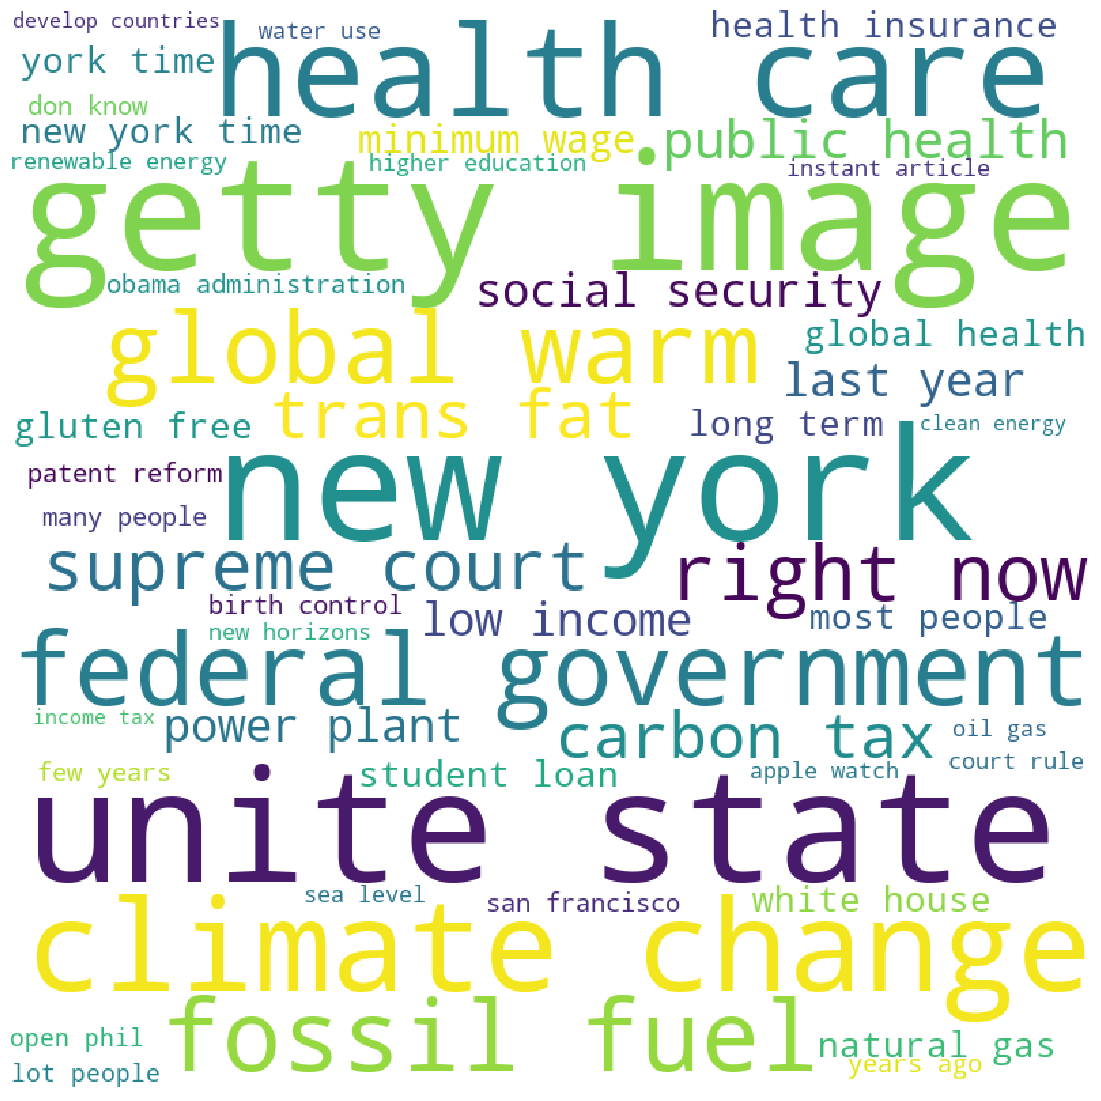 develop countries
water use
health insurance
york time
health care
don know
new york time
minimum wage
public health
renewable energy
higher education
instant article
getty image
obama administration
social security
global warm
global health
last year
trans fat
gluten free
long term
clean energy
new york
patent reform
many people
supreme court
right now
birth control
low income
most people
new horizons
federal government
income tax
power plant
carbon tax
oil gas
court rule
few years
student loan
apple watch
unite state
sea level
san francisco
white house
climate change
fossil fuel
open phil
natural gas
years ago
lot people